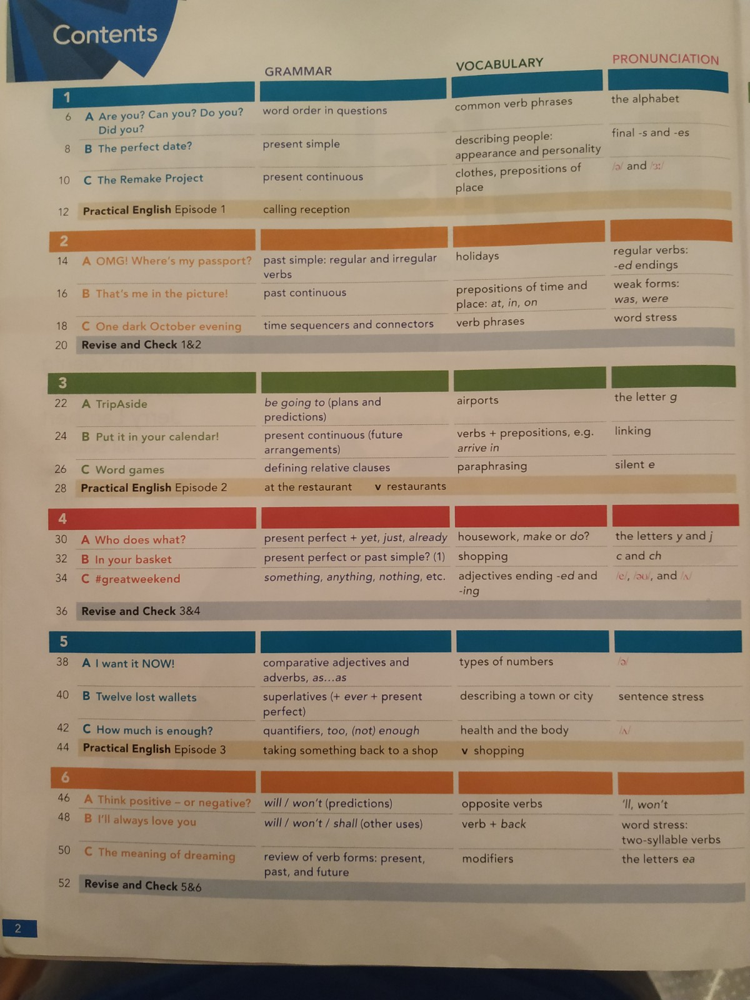 Contents
GRAMMAR
VOCABULARY
PRONUNCIATION
1
6 A Are you? Can you? Do you? word order in questions common verb phrases the alphabet
Did you?
8 B The perfect date? present simple describing people: final -s and -es
appearance and personality
10 C The Remake Project present continuous clothes, prepositions of /ə/ and /ɜː/
place
12 Practical English Episode 1 calling reception
2
14 A OMG! Where's my passport? past simple: regular and irregular holidays regular verbs:
verbs -ed endings
16 B That's me in the picture! past continuous prepositions of time and weak forms:
place: at, in, on was, were
18 C One dark October evening time sequencers and connectors verb phrases word stress
20 Revise and Check 1&2
3
22 A TripAside be going to (plans and airports the letter g
predictions)
24 B Put it in your calendar! present continuous (future verbs + prepositions, e.g. linking
arrangements) arrive in
26 C Word games defining relative clauses paraphrasing silent e
28 Practical English Episode 2 at the restaurant v restaurants
4
30 A Who does what? present perfect + yet, just, already housework, make or do? the letters y and j
32 B In your basket present perfect or past simple? (1) shopping c and ch
34 C #greatweekend something, anything, nothing, etc. adjectives ending -ed and /e/, /əʊ/, and /ʌ/
-ing
36 Revise and Check 3&4
5
38 A I want it NOW! comparative adjectives and types of numbers /ə/
adverbs, as...as
40 B Twelve lost wallets superlatives (+ ever + present describing a town or city sentence stress
perfect)
42 C How much is enough? quantifiers, too, (not) enough health and the body /ʌ/
44 Practical English Episode 3 taking something back to a shop v shopping
6
46 A Think positive – or negative? will / won't (predictions) opposite verbs 'll, won't
48 B I'll always love you will / won't / shall (other uses) verb + back word stress:
two-syllable verbs
50 C The meaning of dreaming review of verb forms: present, modifiers the letters ea
past, and future
52 Revise and Check 5&6
2